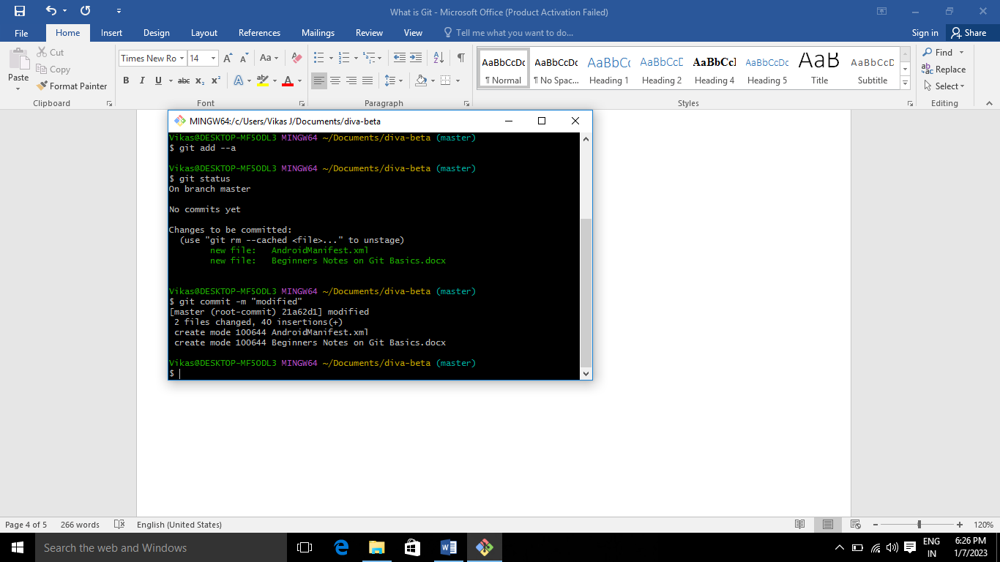 What is Git - Microsoft Office (Product Activation Failed)
File Home Insert Design Layout References Mailings Review View Tell me what you want to do... Sign in Share
Paste
Cut
Copy
Format Painter
Clipboard
Times New Ro 14
Aa
B I U abc x₂ x² A ab A
Font
Paragraph
AaBbCcDc AaBbCcDc AaBbCc AaBbCcD AaBbCcI AaBbCcDc AaB AaBbCcD
¶ Normal ¶ No Spac... Heading 1 Heading 2 Heading 4 Heading 5 Title Subtitle
Styles
Find
Replace
Select
Editing
MINGW64:/c/Users/Vikas J/Documents/diva-beta
Vikas@DESKTOP-MF5ODL3 MINGW64 ~/Documents/diva-beta (master)
$ git add --a
Vikas@DESKTOP-MF5ODL3 MINGW64 ~/Documents/diva-beta (master)
$ git status
On branch master
No commits yet
Changes to be committed:
(use "git rm --cached <file>..." to unstage)
new file: AndroidManifest.xml
new file: Beginners Notes on Git Basics.docx
Vikas@DESKTOP-MF5ODL3 MINGW64 ~/Documents/diva-beta (master)
$ git commit -m "modified"
[master (root-commit) 21a62d1] modified
2 files changed, 40 insertions(+)
create mode 100644 AndroidManifest.xml
create mode 100644 Beginners Notes on Git Basics.docx
Vikas@DESKTOP-MF5ODL3 MINGW64 ~/Documents/diva-beta (master)
$
Page 4 of 5 266 words English (United States) 120%
Search the web and Windows
ENG
IN
6:26 PM
1/7/2023